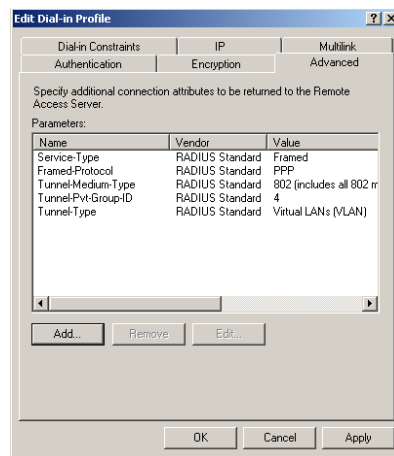 Edit Dial-in Profile
Dial-in Constraints IP Multilink
Authentication Encryption Advanced
Specify additional connection attributes to be returned to the Remote
Access Server.
Parameters:
Name Vendor Value
Service-Type RADIUS Standard Framed
Framed-Protocol RADIUS Standard PPP
Tunnel-Medium-Type RADIUS Standard 802 (includes all 802 m
Tunnel-Pvt-Group-ID RADIUS Standard 4
Tunnel-Type RADIUS Standard Virtual LANs (VLAN)
Add... Remove Edit...
OK Cancel Apply